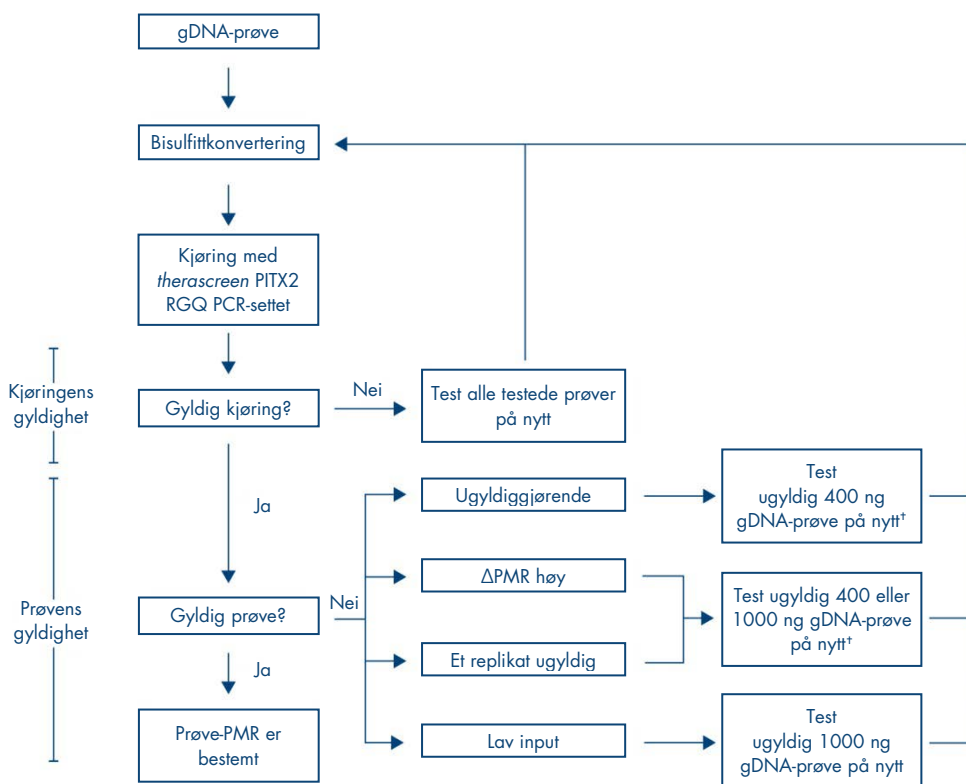 gDNA-prøve
Bisulfittkonvertering
Kjøring med
therascreen PITX2
RGQ PCR-settet
Kjøringens
gyldighet
Gyldig kjøring?
Nei
Test alle testede prøver
på nytt
Ja
Ugyldiggjørende
Test
ugyldig 400 ng
gDNA-prøve på nytt†
Prøvens
gyldighet
Gyldig prøve?
Nei
ΔPMR høy
Et replikat ugyldig
Test ugyldig 400 eller
1000 ng gDNA-prøve
på nytt†
Ja
Prøve-PMR er
bestemt
Lav input
Test
ugyldig 1000 ng
gDNA-prøve på nytt